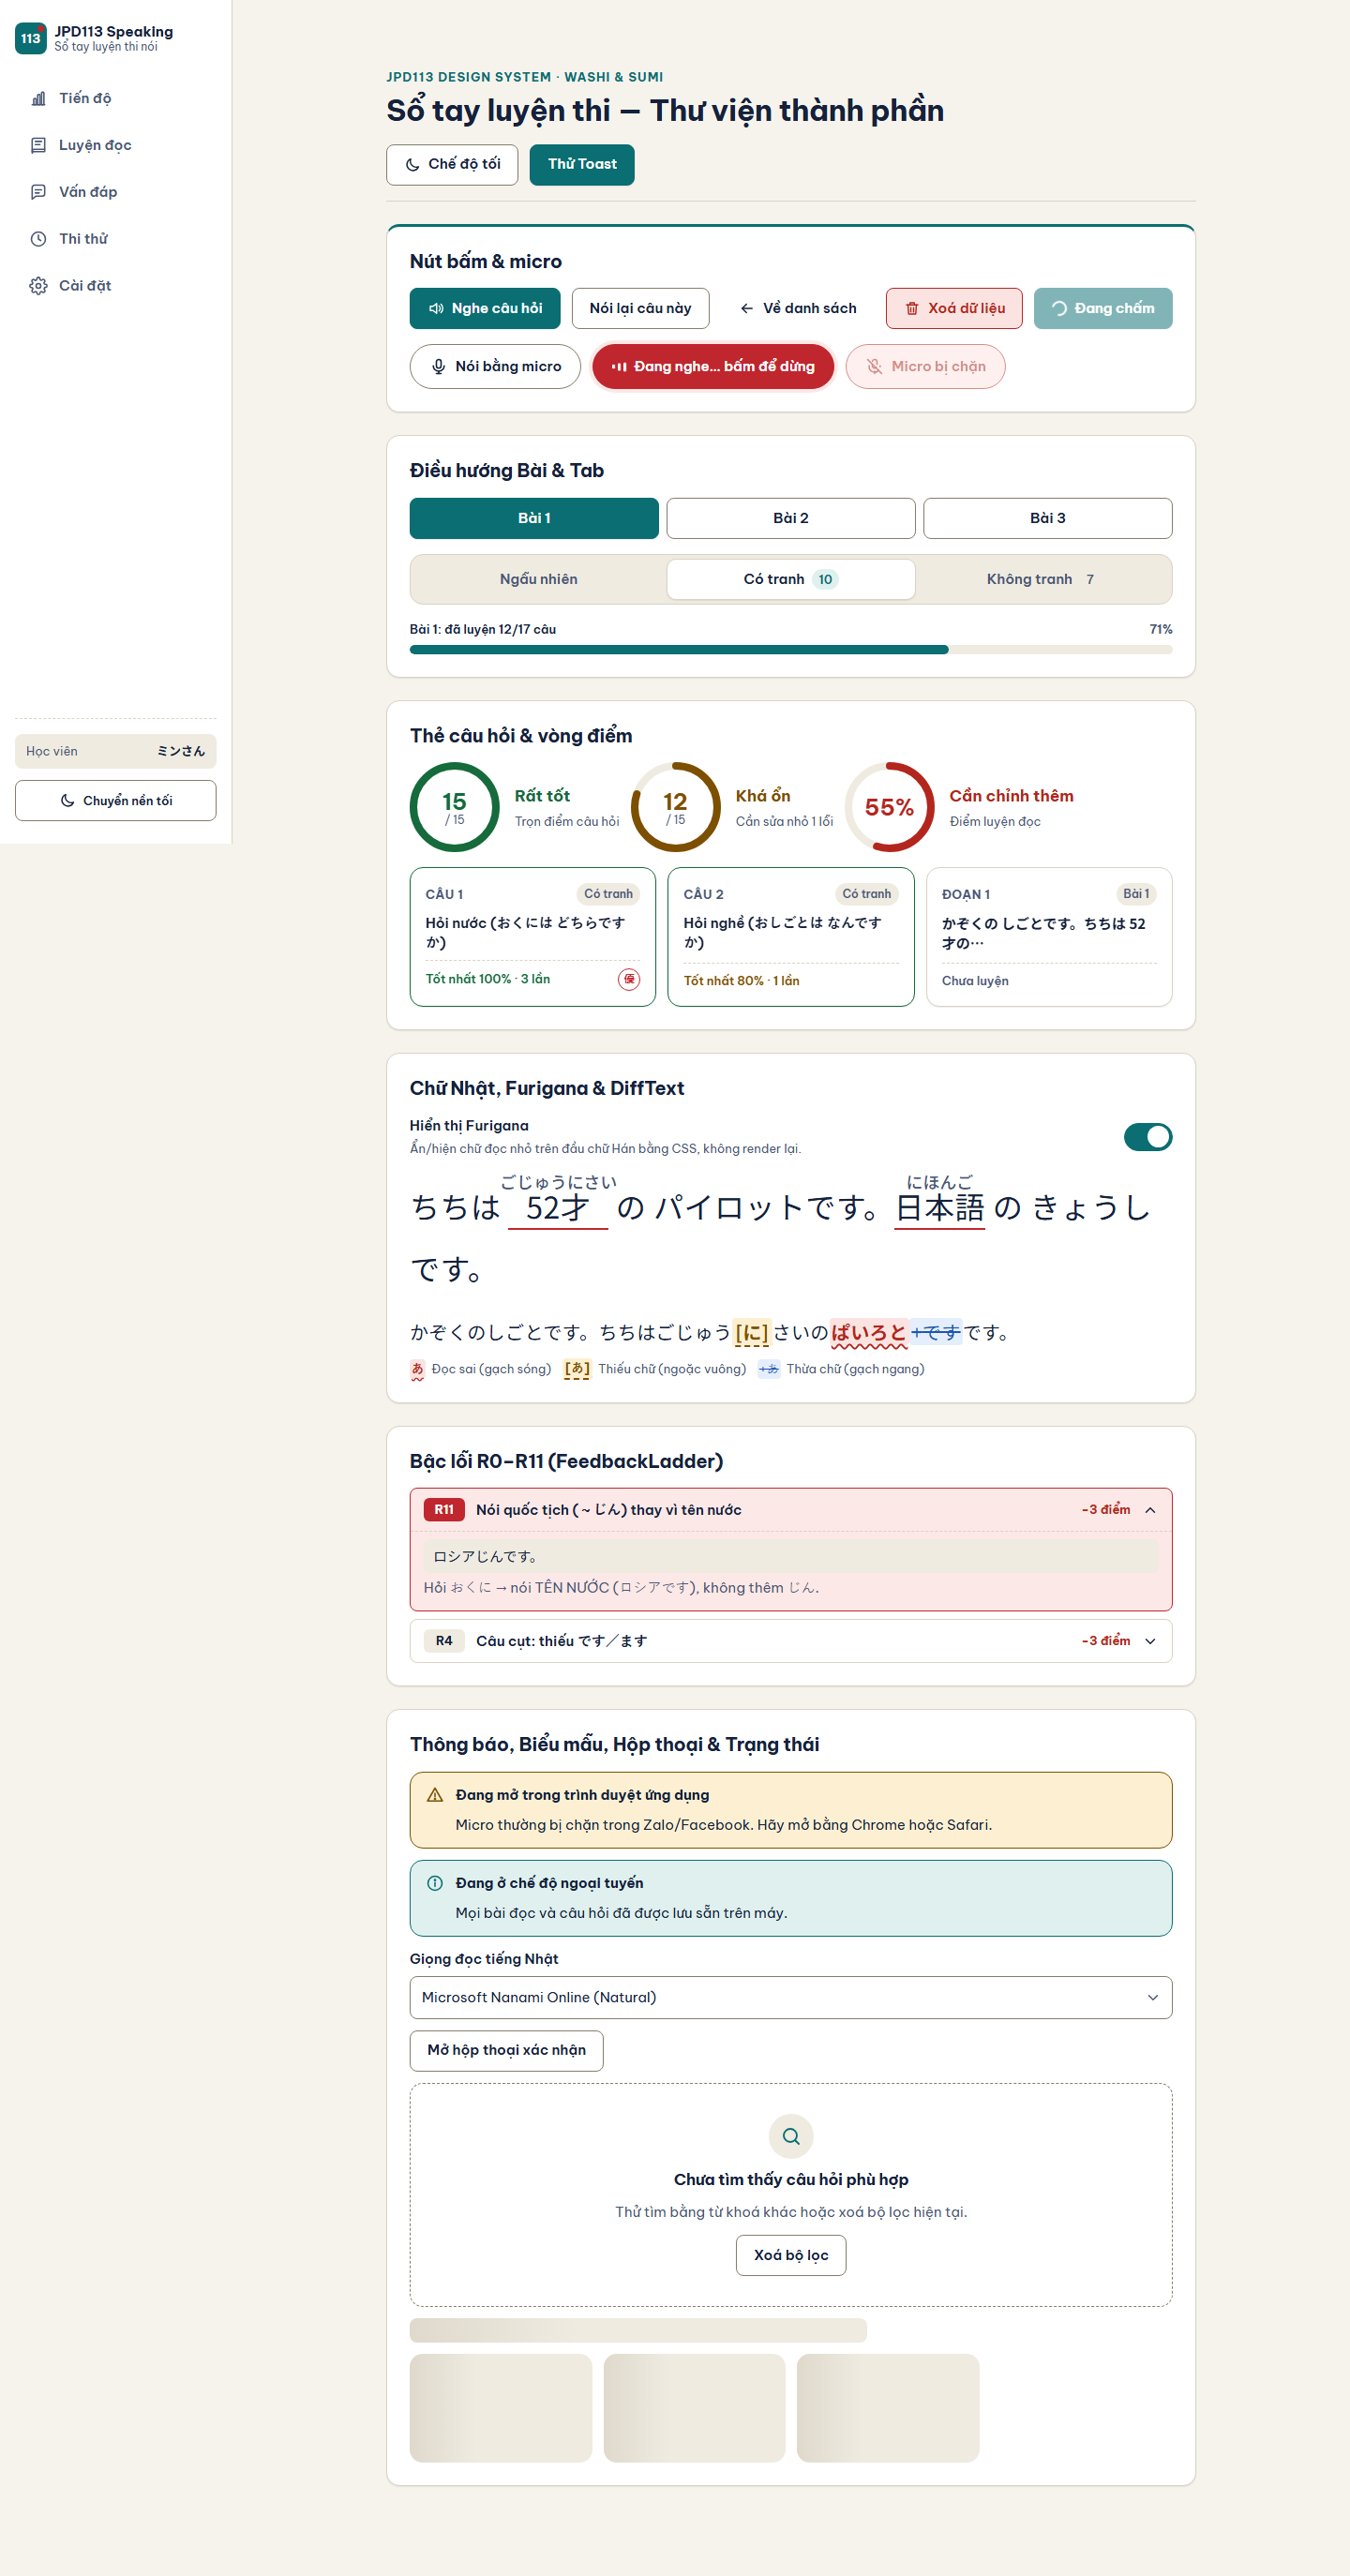 113
JPD113 Speaking
Sổ tay luyện thi nói
Tiến độ
Luyện đọc
Vấn đáp
Thi thử
Cài đặt
Học viên ミンさん
Chuyển nền tối
JPD113 DESIGN SYSTEM · WASHI & SUMI
Sổ tay luyện thi — Thư viện thành phần
Chế độ tối Thử Toast
Nút bấm & micro
Nghe câu hỏi Nói lại câu này Về danh sách Xoá dữ liệu Đang chấm
Nói bằng micro Đang nghe... bấm để dừng Micro bị chặn
Điều hướng Bài & Tab
Bài 1 Bài 2 Bài 3
Ngẫu nhiên Có tranh 10 Không tranh 7
Bài 1: đã luyện 12/17 câu 71%
Thẻ câu hỏi & vòng điểm
15 / 15 Rất tốt Trọn điểm câu hỏi
12 / 15 Khá ổn Cần sửa nhỏ 1 lỗi
55% Cần chỉnh thêm Điểm luyện đọc
CÂU 1 Có tranh
Hỏi nước (おくには どちらです
か)
Tốt nhất 100% · 3 lần 優
CÂU 2 Có tranh
Hỏi nghề (おしごとは なんです
か)
Tốt nhất 80% · 1 lần
ĐOẠN 1 Bài 1
かぞくの しごとです。ちちは 52
才の…
Chưa luyện
Chữ Nhật, Furigana & DiffText
Hiển thị Furigana
Ẩn/hiện chữ đọc nhỏ trên đầu chữ Hán bằng CSS, không render lại.
ごじゅうにさい にほんご
ちちは 52才 の パイロットです。日本語 の きょうし
です。
かぞくのしごとです。ちちはごじゅう[に]さいのぱいろと+ですです。
あ Đọc sai (gạch sóng) [あ] Thiếu chữ (ngoặc vuông) +あ Thừa chữ (gạch ngang)
Bậc lỗi R0–R11 (FeedbackLadder)
R11 Nói quốc tịch (~じん) thay vì tên nước -3 điểm
ロシアじんです。
Hỏi おくに → nói TÊN NƯỚC (ロシアです), không thêm じん.
R4 Câu cụt: thiếu です／ます -3 điểm
Thông báo, Biểu mẫu, Hộp thoại & Trạng thái
Đang mở trong trình duyệt ứng dụng
Micro thường bị chặn trong Zalo/Facebook. Hãy mở bằng Chrome hoặc Safari.
Đang ở chế độ ngoại tuyến
Mọi bài đọc và câu hỏi đã được lưu sẵn trên máy.
Giọng đọc tiếng Nhật
Microsoft Nanami Online (Natural)
Mở hộp thoại xác nhận
Chưa tìm thấy câu hỏi phù hợp
Thử tìm bằng từ khoá khác hoặc xoá bộ lọc hiện tại.
Xoá bộ lọc